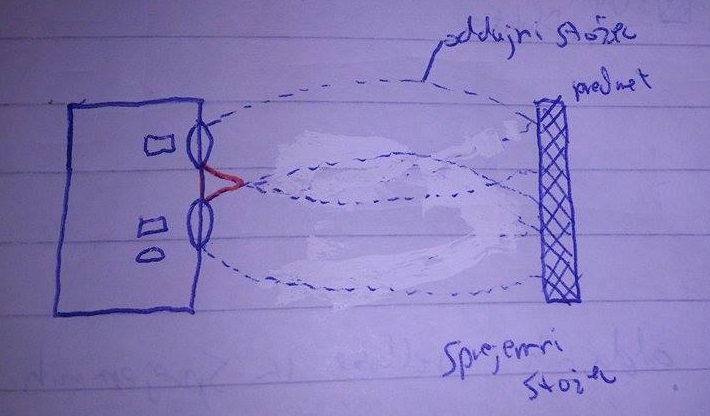 oddajni stožec
predmet
Sprejemni
stožec